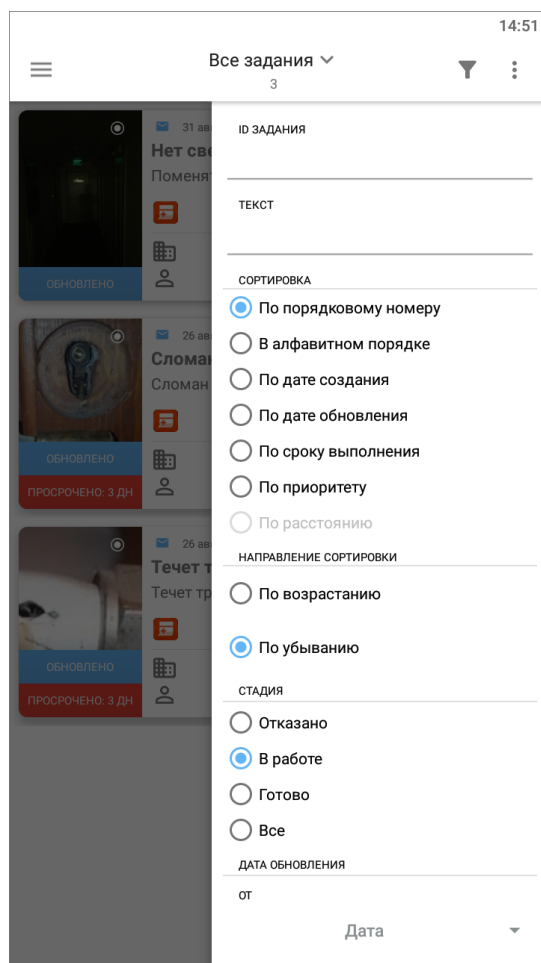 14:51
Все задания
3
31 ав
Нет све
Поменят
ОБНОВЛЕНО
26 ав
Сломан
Сломан
ОБНОВЛЕНО
ПРОСРОЧЕНО: 3 ДН
26 ав
Течет т
Течет тр
ОБНОВЛЕНО
ПРОСРОЧЕНО: 3 ДН
ID ЗАДАНИЯ
ТЕКСТ
СОРТИРОВКА
По порядковому номеру
В алфавитном порядке
По дате создания
По дате обновления
По сроку выполнения
По приоритету
По расстоянию
НАПРАВЛЕНИЕ СОРТИРОВКИ
По возрастанию
По убыванию
СТАДИЯ
Отказано
В работе
Готово
Все
ДАТА ОБНОВЛЕНИЯ
ОТ
Дата